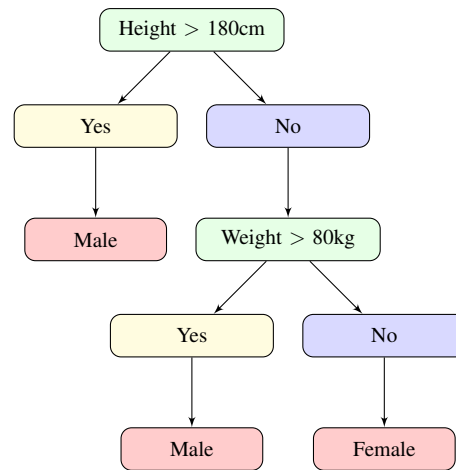 Height > 180cm
Yes
No
Male
Weight > 80kg
Yes
No
Male
Female